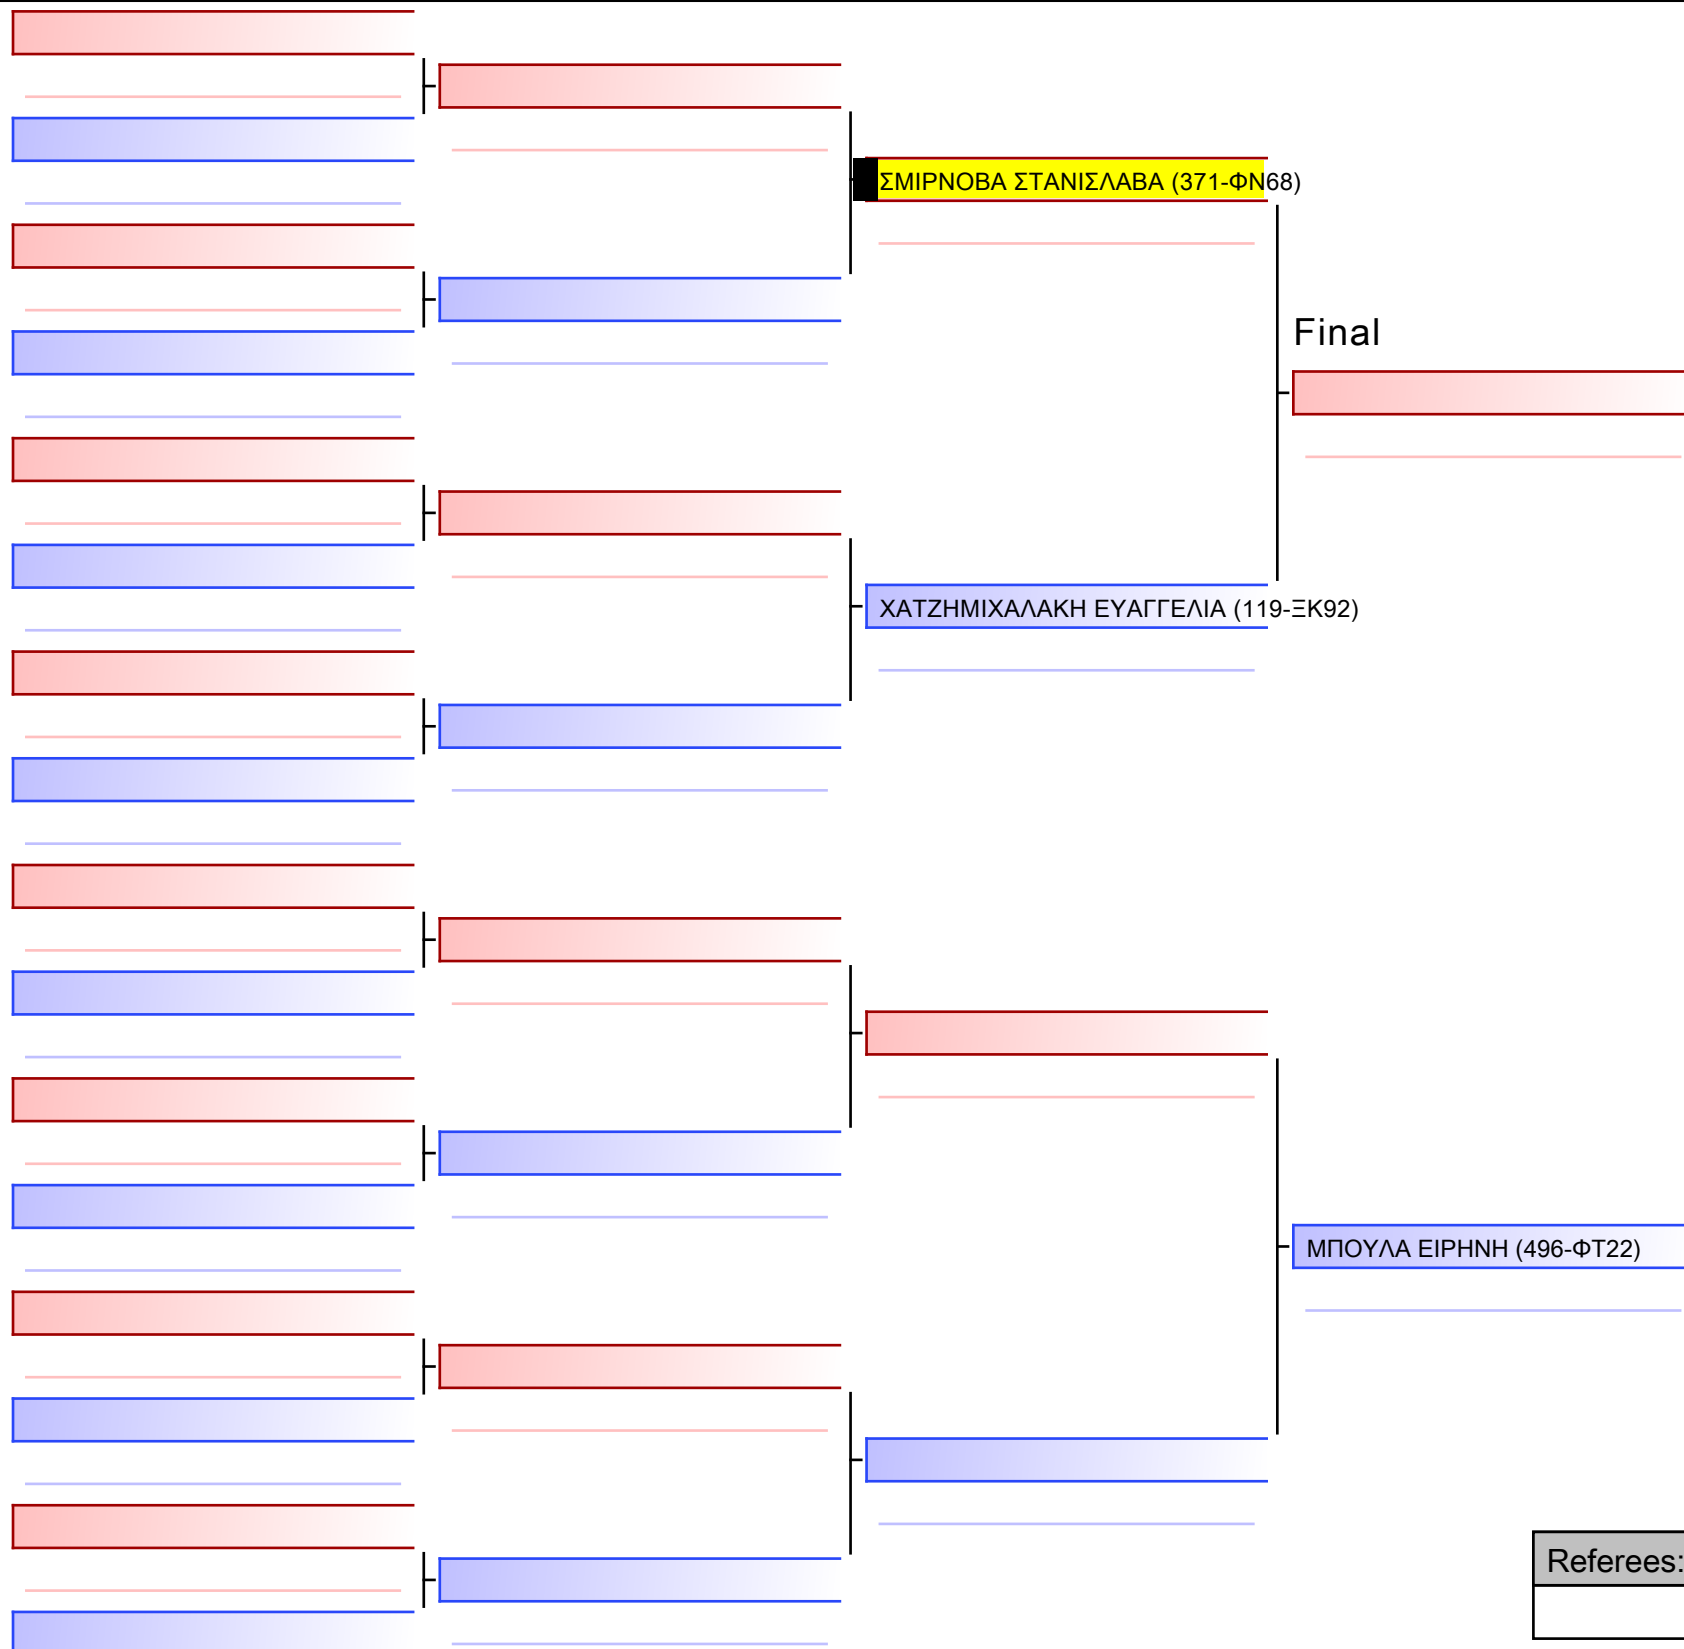 ΣΜΙΡΝΟΒΑ ΣΤΑΝΙΣΛΑΒΑ (371-ΦΝ68)
Final
ΧΑΤΖΗΜΙΧΑΛΑΚΗ ΕΥΑΓΓΕΛΙΑ (119-ΞΚ92)
ΜΠΟΥΛΑ ΕΙΡΗΝΗ (496-ΦΤ22)
Referees: